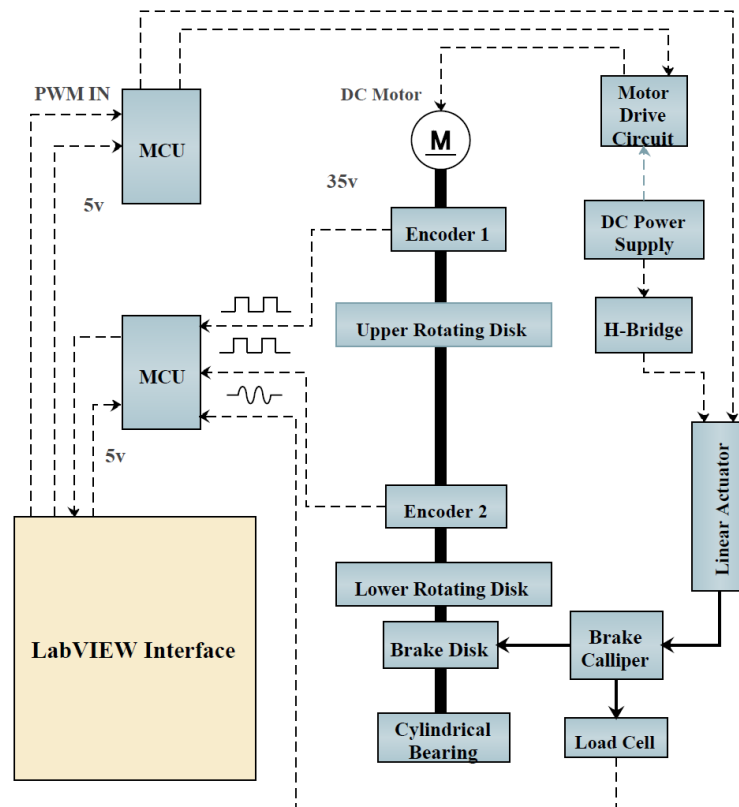 PWM IN
MCU
5v
DC Motor
M
35v
Motor
Drive
Circuit
DC Power
Supply
H-Bridge
Encoder 1
Upper Rotating Disk
MCU
5v
Encoder 2
Linear Actuator
Lower Rotating Disk
Brake Disk
Brake
Calliper
LabVIEW Interface
Cylindrical
Bearing
Load Cell